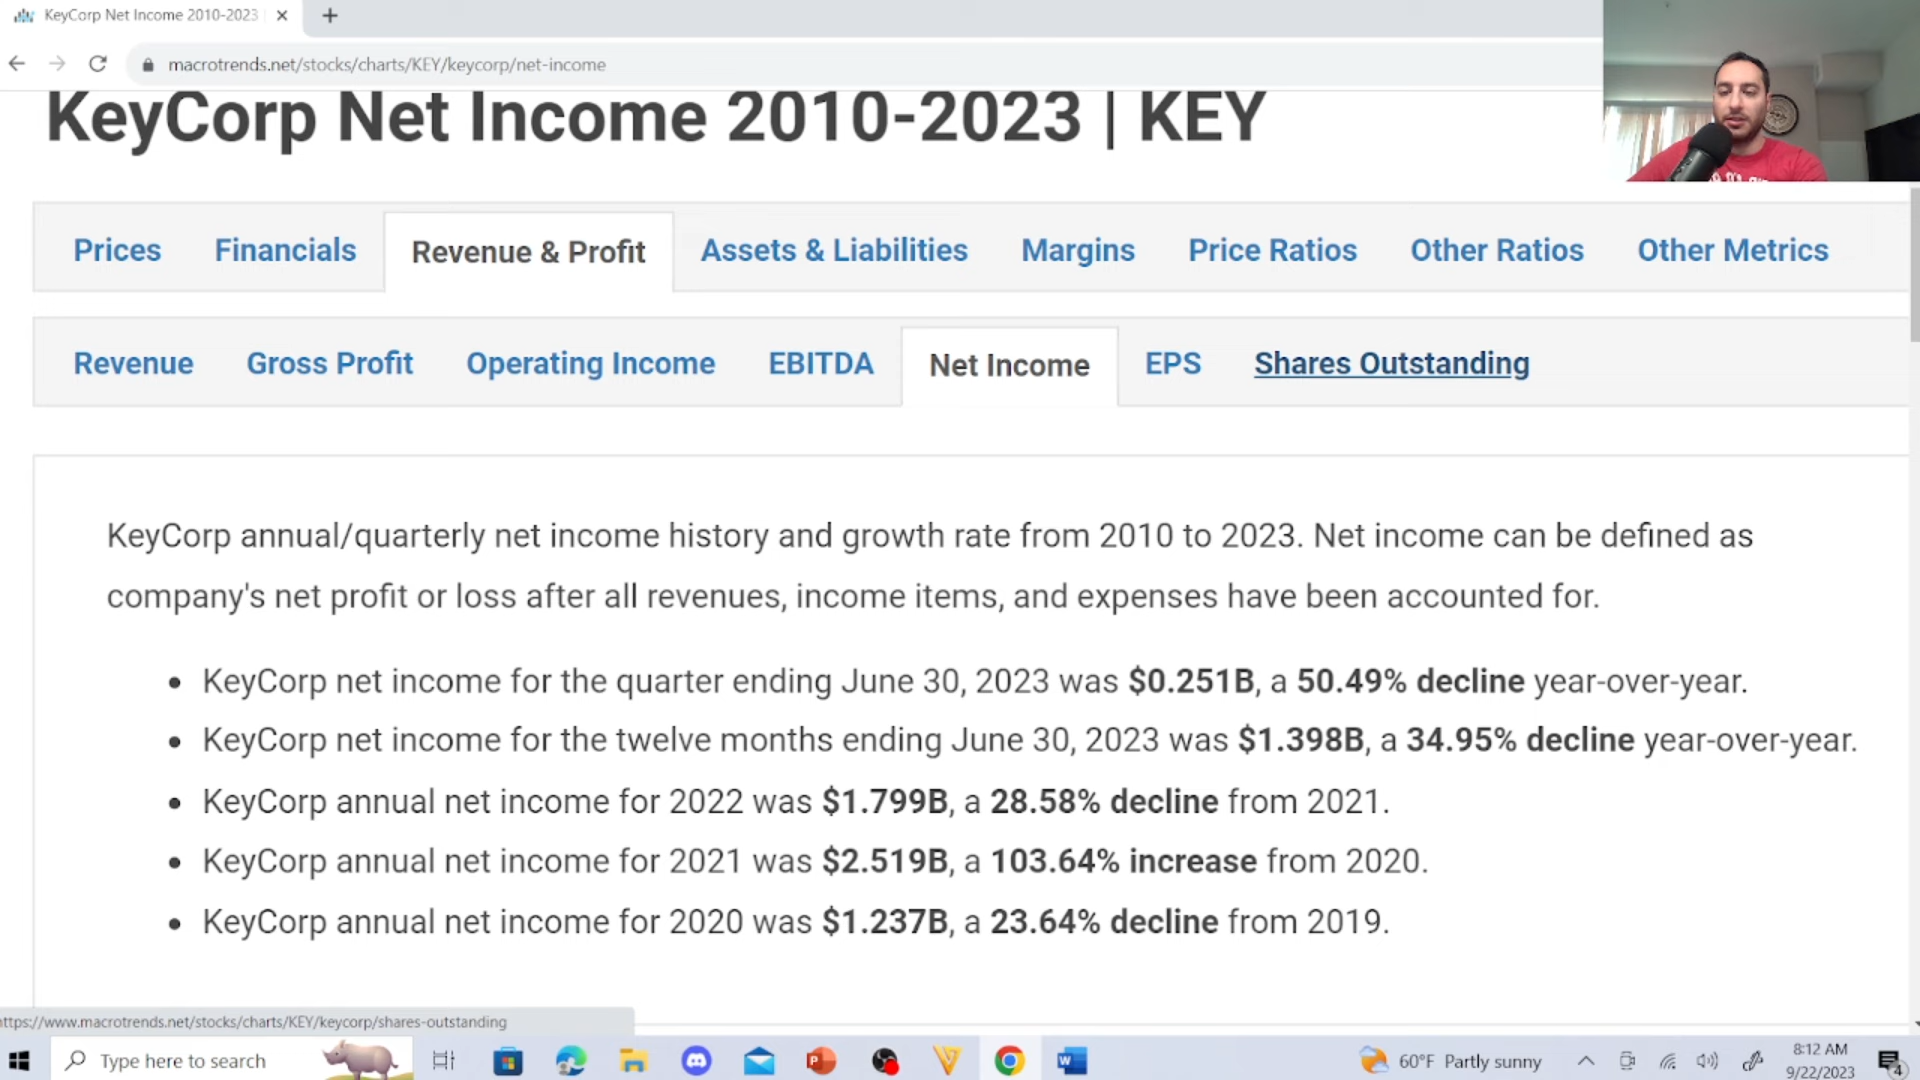 KeyCorp Net Income 2010-2023
macrotrends.net/stocks/charts/KEY/keycorp/net-income
KeyCorp Net Income 2010-2023 | KEY
Prices Financials Revenue & Profit Assets & Liabilities Margins Price Ratios Other Ratios Other Metrics
Revenue Gross Profit Operating Income EBITDA Net Income EPS Shares Outstanding
KeyCorp annual/quarterly net income history and growth rate from 2010 to 2023. Net income can be defined as
company's net profit or loss after all revenues, income items, and expenses have been accounted for.
• KeyCorp net income for the quarter ending June 30, 2023 was $0.251B, a 50.49% decline year-over-year.
• KeyCorp net income for the twelve months ending June 30, 2023 was $1.398B, a 34.95% decline year-over-year.
• KeyCorp annual net income for 2022 was $1.799B, a 28.58% decline from 2021.
• KeyCorp annual net income for 2021 was $2.519B, a 103.64% increase from 2020.
• KeyCorp annual net income for 2020 was $1.237B, a 23.64% decline from 2019.
ttps://www.macrotrends.net/stocks/charts/KEY/keycorp/shares-outstanding
Type here to search
60°F Partly sunny
8:12 AM
9/22/2023
4